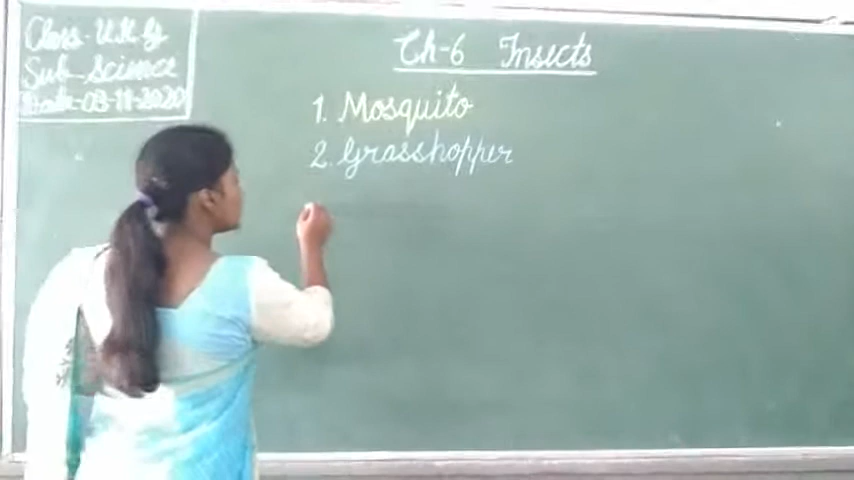 Class - U.K.G
Sub - Science
Date - 03-11-2020
Ch-6 Insects
1. Mosquito
2. Grasshopper